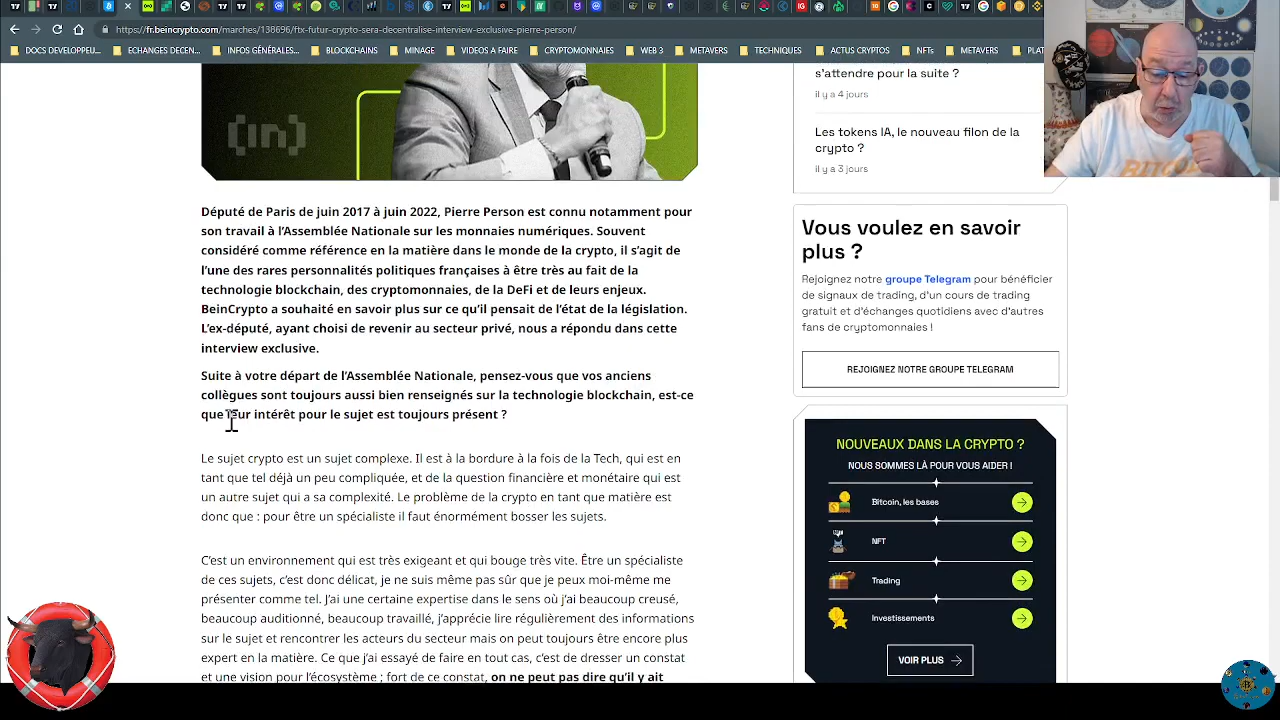 https://fr.beincrypto.com/marches/138696/ftx-futur-crypto-sera-decentralise-interview-exclusive-pierre-person/
DOCS DEVELOPPEU...
ECHANGES DECEN...
INFOS GÉNÉRALES...
BLOCKCHAINS
MINAGE
VIDEOS A FAIRE
CRYPTOMONNAIES
WEB 3
METAVERS
TECHNIQUES
ACTUS CRYPTOS
NFTs
METAVERS
PLAT
s'attendre pour la suite ?
il y a 4 jours
Les tokens IA, le nouveau filon de la
crypto ?
il y a 3 jours
[in]
Député de Paris de juin 2017 à juin 2022, Pierre Person est connu notamment pour
son travail à l'Assemblée Nationale sur les monnaies numériques. Souvent
considéré comme référence en la matière dans le monde de la crypto, il s'agit de
l'une des rares personnalités politiques françaises à être très au fait de la
technologie blockchain, des cryptomonnaies, de la DeFi et de leurs enjeux.
BeinCrypto a souhaité en savoir plus sur ce qu'il pensait de l'état de la législation.
L'ex-député, ayant choisi de revenir au secteur privé, nous a répondu dans cette
interview exclusive.
Suite à votre départ de l'Assemblée Nationale, pensez-vous que vos anciens
collègues sont toujours aussi bien renseignés sur la technologie blockchain, est-ce
que leur intérêt pour le sujet est toujours présent ?
Le sujet crypto est un sujet complexe. Il est à la bordure à la fois de la Tech, qui est en
tant que tel déjà un peu compliquée, et de la question financière et monétaire qui est
un autre sujet qui a sa complexité. Le problème de la crypto en tant que matière est
donc que : pour être un spécialiste il faut énormément bosser les sujets.
C'est un environnement qui est très exigeant et qui bouge très vite. Être un spécialiste
de ces sujets, c'est donc délicat, je ne suis même pas sûr que je peux moi-même me
présenter comme tel. J'ai une certaine expertise dans le sens où j'ai beaucoup creusé,
beaucoup auditionné, beaucoup travaillé, j'apprécie lire régulièrement des informations
sur le sujet et rencontrer les acteurs du secteur mais on peut toujours être encore plus
expert en la matière. Ce que j'ai essayé de faire en tout cas, c'est de dresser un constat
et une vision pour l'écosystème ; fort de ce constat, on ne peut pas dire qu'il y ait
Vous voulez en savoir
plus ?
Rejoignez notre groupe Telegram pour bénéficier
de signaux de trading, d'un cours de trading
gratuit et d'échanges quotidiens avec d'autres
fans de cryptomonnaies !
REJOIGNEZ NOTRE GROUPE TELEGRAM
NOUVEAUX DANS LA CRYPTO ?
NOUS SOMMES LÀ POUR VOUS AIDER !
Bitcoin, les bases
NFT
Trading
Investissements
VOIR PLUS
BITCOIN